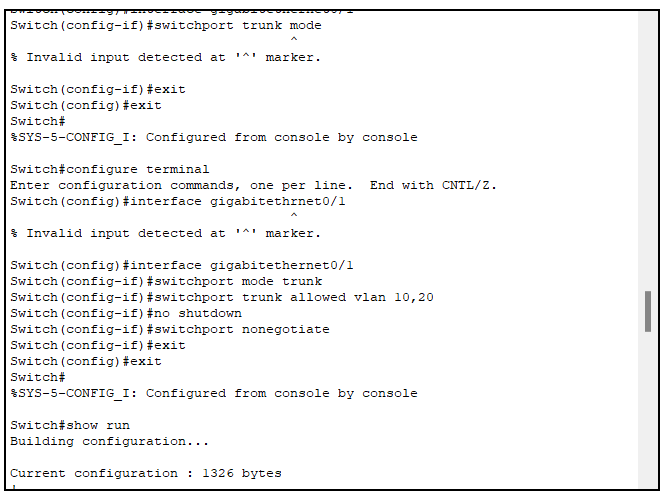 Switch(config)#interface gigabitethernet0/1
Switch(config-if)#switchport trunk mode
^
% Invalid input detected at '^' marker.
Switch(config-if)#exit
Switch(config)#exit
Switch#
%SYS-5-CONFIG_I: Configured from console by console
Switch#configure terminal
Enter configuration commands, one per line.  End with CNTL/Z.
Switch(config)#interface gigabitethrnet0/1
^
% Invalid input detected at '^' marker.
Switch(config)#interface gigabitethernet0/1
Switch(config-if)#switchport mode trunk
Switch(config-if)#switchport trunk allowed vlan 10,20
Switch(config-if)#no shutdown
Switch(config-if)#switchport nonegotiate
Switch(config-if)#exit
Switch(config)#exit
Switch#
%SYS-5-CONFIG_I: Configured from console by console
Switch#show run
Building configuration...
Current configuration : 1326 bytes
!